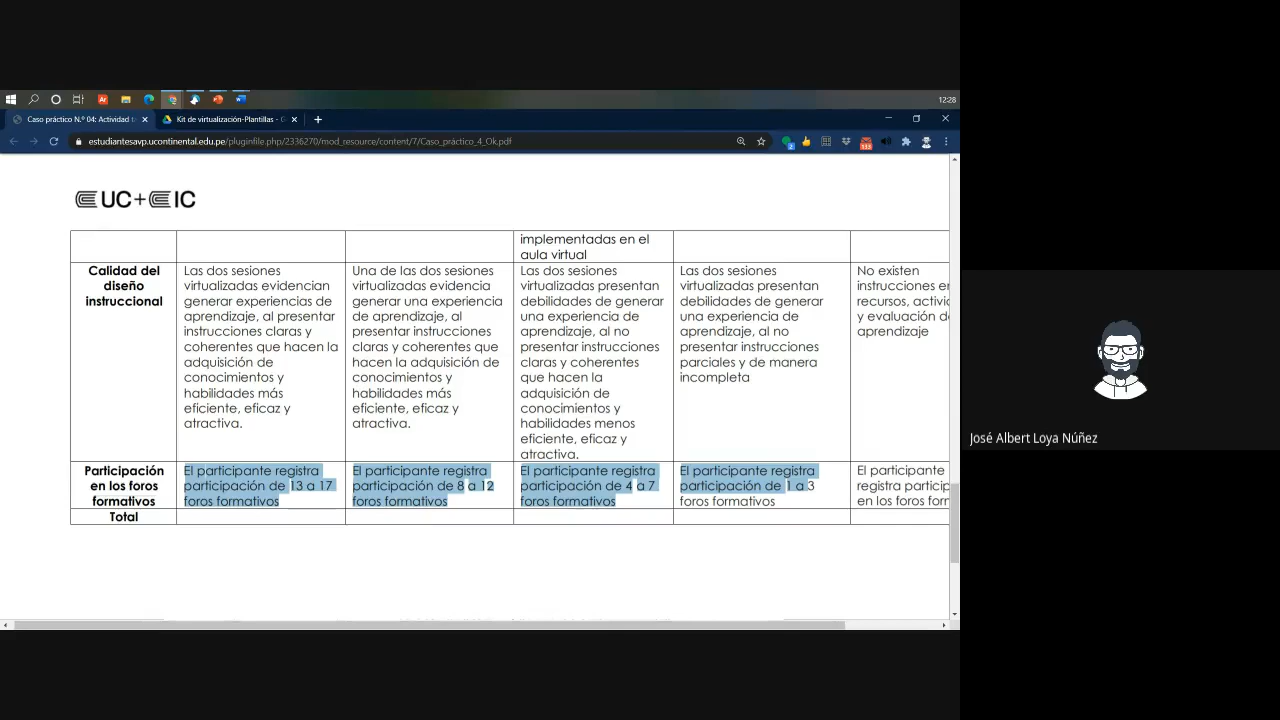 12:28
Caso práctico N.º 04: Actividad t
Kit de virtualización-Plantillas - G
estudiantesavp.ucontinental.edu.pe/pluginfile.php/2336270/mod_resource/content/7/Caso_práctico_4_Ok.pdf
UC+ IC
implementadas en el
aula virtual
Calidad del
diseño
instruccional
Las dos sesiones
virtualizadas evidencian
generar experiencias de
aprendizaje, al presentar
instrucciones claras y
coherentes que hacen la
adquisición de
conocimientos y
habilidades más
eficiente, eficaz y
atractiva.
Una de las dos sesiones
virtualizadas evidencia
generar una experiencia
de aprendizaje, al
presentar instrucciones
claras y coherentes que
hacen la adquisición de
conocimientos y
habilidades más
eficiente, eficaz y
atractiva.
Las dos sesiones
virtualizadas presentan
debilidades de generar
una experiencia de
aprendizaje, al no
presentar instrucciones
claras y coherentes
que hacen la
adquisición de
conocimientos y
habilidades menos
eficiente, eficaz y
atractiva.
Las dos sesiones
virtualizadas presentan
debilidades de generar
una experiencia de
aprendizaje, al no
presentar instrucciones
parciales y de manera
incompleta
No existen
instrucciones en
recursos, activic
y evaluación de
aprendizaje
Participación
en los foros
formativos
El participante registra
participación de 13 a 17
foros formativos
El participante registra
participación de 8 a 12
foros formativos
El participante registra
participación de 4 a 7
foros formativos
El participante registra
participación de 1 a 3
foros formativos
El participante
registra particip
en los foros form
Total
José Albert Loya Núñez